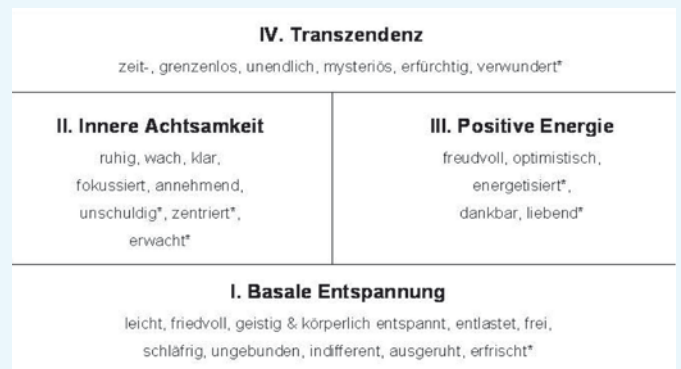 IV. Transzendenz
zeit-, grenzenlos, unendlich, mysteriös, erfürchtig, verwundert*
II. Innere Achtsamkeit
ruhig, wach, klar,
fokussiert, annehmend,
unschuldig*, zentriert*,
erwacht*
III. Positive Energie
freudvoll, optimistisch,
energetisiert*,
dankbar, liebend*
I. Basale Entspannung
leicht, friedvoll, geistig & körperlich entspannt, entlastet, frei,
schläfrig, ungebunden, indifferent, ausgeruht, erfrischt*